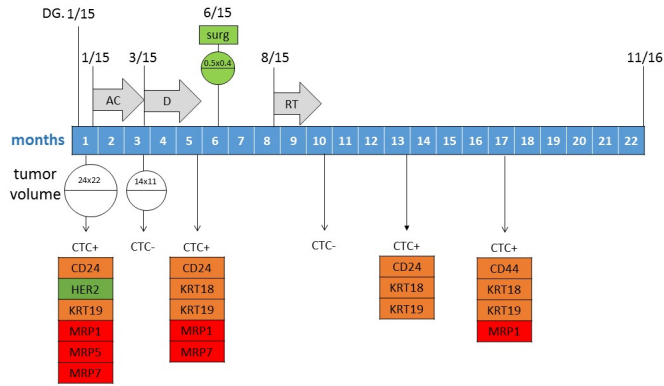 DG. 1/15
6/15
surg
1/15
3/15
0.5x0.4
8/15
11/16
AC
D
RT
months 1 2 3 4 5 6 7 8 9 10 11 12 13 14 15 16 17 18 19 20 21 22
tumor
volume
24x22
14x11
CTC+ CTC- CTC+ CTC- CTC+ CTC+
CD24 CD24 CD24 CD44
HER2 KRT18 KRT18 KRT18
KRT19 KRT19 KRT19 KRT19
MRP1 MRP1 MRP1
MRP5 MRP7
MRP7